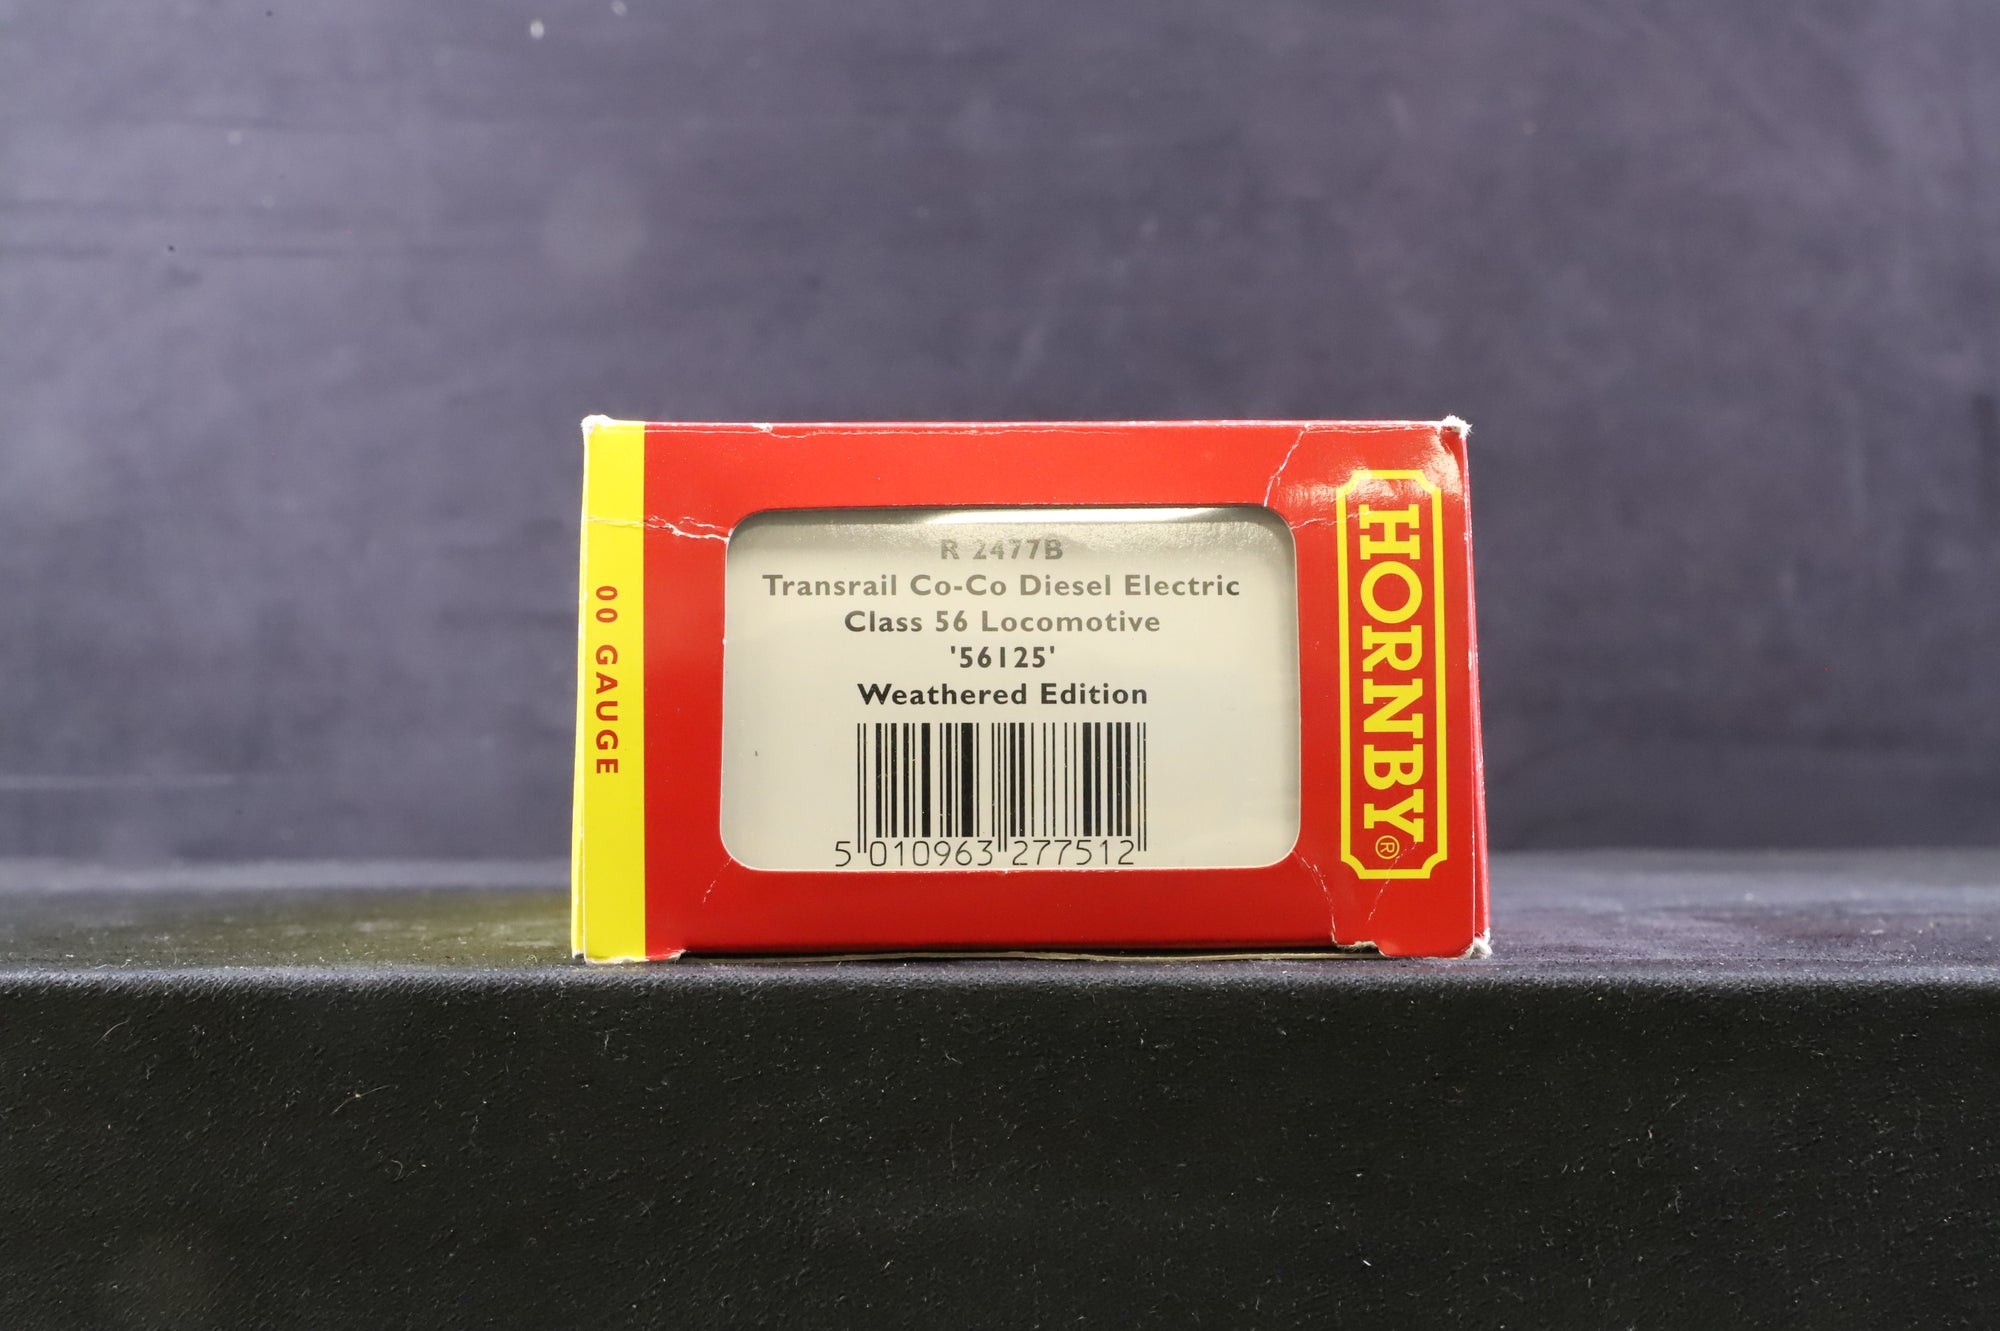 00 GAUGE
R 2477B
Transrail Co-Co Diesel Electric
Class 56 Locomotive
'56125'
Weathered Edition
5 010963 277512
HORNBY®